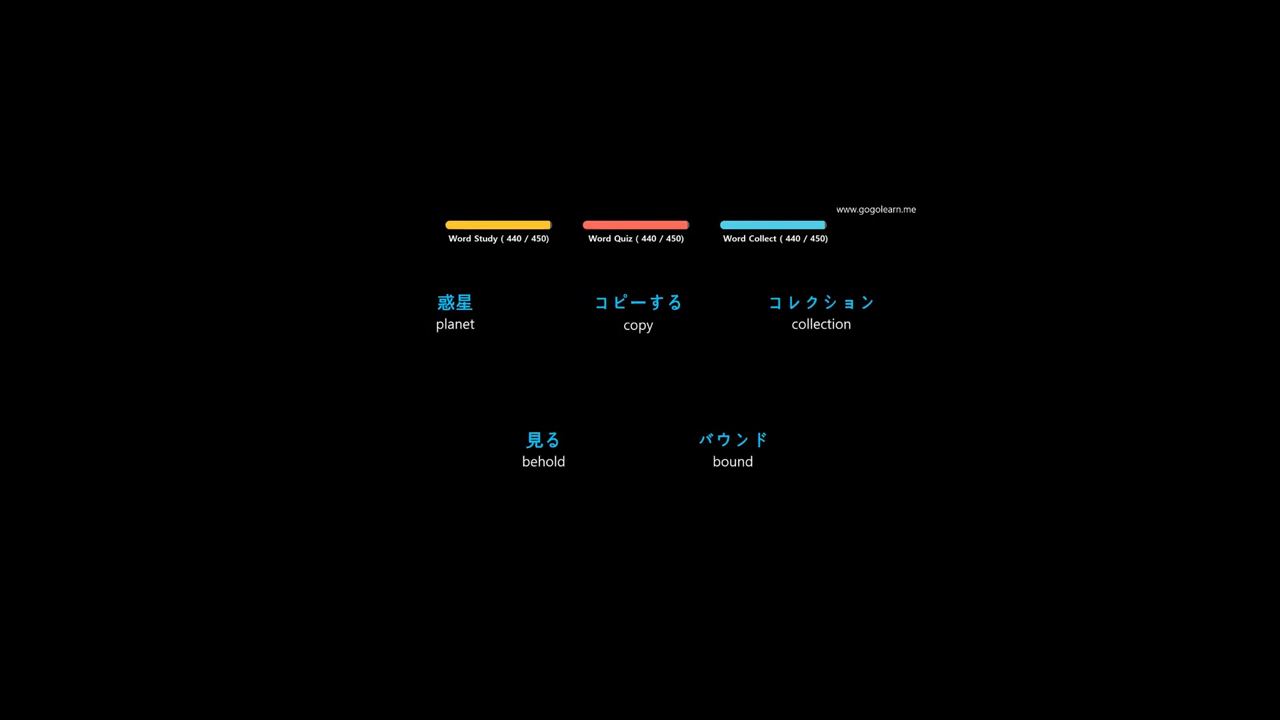 www.gogolearn.me
Word Study ( 440 / 450)
Word Quiz ( 440 / 450)
Word Collect ( 440 / 450)
惑星
planet
コピーする
copy
コレクション
collection
見る
behold
バウンド
bound